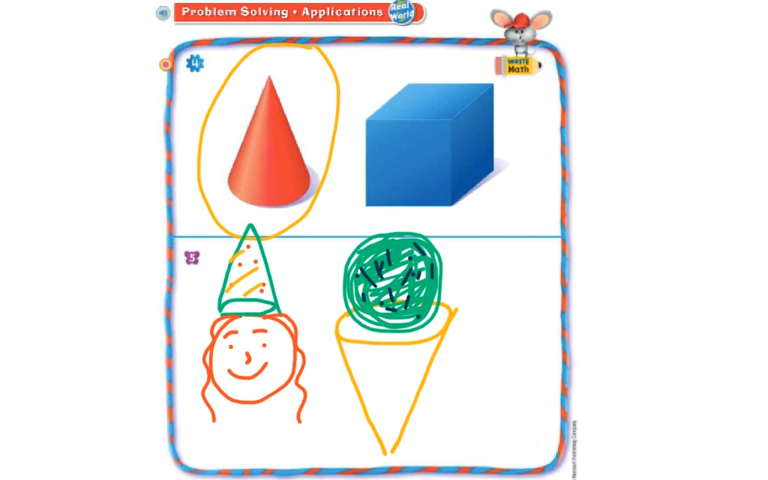 Problem Solving • Applications
Real
World
4
WRITE
Math
5